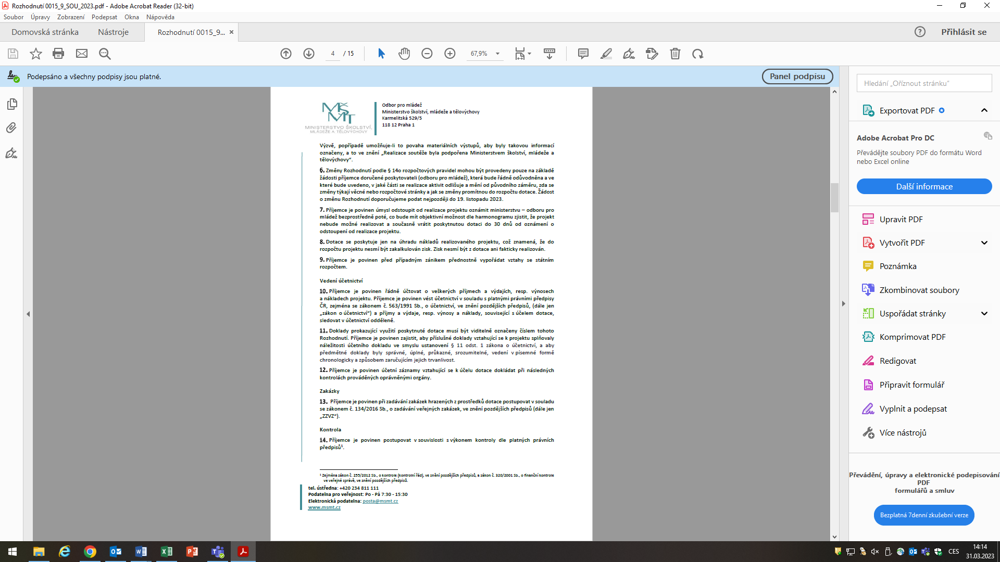 Rozhodnutí 0015_9_SOU_2023.pdf - Adobe Acrobat Reader (32-bit)
Soubor Úpravy Zobrazení Podepsat Okna Nápověda
Domovská stránka Nástroje Rozhodnutí 0015_9... × Přihlásit se
4 / 15 67,9%
Podepsáno a všechny podpisy jsou platné. Panel podpisu
MŠMT
MINISTERSTVO ŠKOLSTVÍ,
MLÁDEŽE A TĚLOVÝCHOVY
Odbor pro mládež
Ministerstvo školství, mládeže a tělovýchovy
Karmelitská 529/5
118 12 Praha 1
Výzvě, popřípadě umožňuje-li to povaha materiálních výstupů, aby byly takovou informací
označeny, a to ve znění „Realizace soutěže byla podpořena Ministerstvem školství, mládeže a
tělovýchovy“.
6. Změny Rozhodnutí podle § 14o rozpočtových pravidel mohou být provedeny pouze na základě
žádosti příjemce doručené poskytovateli (odboru pro mládež), která bude řádně odůvodněna a ve
které bude uvedeno, v jaké části se realizace aktivit odlišuje a mění od původního záměru, zda se
změny týkají věcné nebo rozpočtové stránky a jak se změny promítnou do rozpočtu dotace. Žádost
o změnu Rozhodnutí doporučujeme podat nejpozději do 19. listopadu 2023.
7. Příjemce je povinen úmysl odstoupit od realizace projektu oznámit ministerstvu – odboru pro
mládež bezprostředně poté, co bude mít objektivní možnost dle harmonogramu zjistit, že projekt
nebude možné realizovat a současně vrátit poskytnutou dotaci do 30 dnů od oznámení o
odstoupení od realizace projektu.
8. Dotace se poskytuje jen na úhradu nákladů realizovaného projektu, což znamená, že do
rozpočtu projektu nesmí být zakalkulován zisk. Zisk nesmí být z dotace ani fakticky realizován.
9. Příjemce je povinen před případným zánikem přednostně vypořádat vztahy se státním
rozpočtem.
Vedení účetnictví
10. Příjemce je povinen řádně účtovat o veškerých příjmech a výdajích, resp. výnosech
a nákladech projektu. Příjemce je povinen vést účetnictví v souladu s platnými právními předpisy
ČR, zejména se zákonem č. 563/1991 Sb., o účetnictví, ve znění pozdějších předpisů, (dále jen
„zákon o účetnictví“) a příjmy a výdaje, resp. výnosy a náklady, související s účelem dotace,
sledovat v účetnictví odděleně.
11. Doklady prokazující využití poskytnuté dotace musí být viditelně označeny číslem tohoto
Rozhodnutí. Příjemce je povinen zajistit, aby příslušné doklady vztahující se k projektu splňovaly
náležitosti účetního dokladu ve smyslu ustanovení § 11 odst. 1 zákona o účetnictví, a aby
předmětné doklady byly správné, úplné, průkazné, srozumitelné, vedení v písemné formě
chronologicky a způsobem zaručujícím jejich trvanlivost.
12. Příjemce je povinen účetní záznamy vztahující se k účelu dotace dokládat při následných
kontrolách prováděných oprávněnými orgány.
Zakázky
13. Příjemce je povinen při zadávání zakázek hrazených z prostředků dotace postupovat v souladu
se zákonem č. 134/2016 Sb., o zadávání veřejných zakázek, ve znění pozdějších předpisů (dále jen
„ZZVZ“).
Kontrola
14. Příjemce je povinen postupovat v souvislosti s výkonem kontroly dle platných právních
předpisů¹.
¹ Zejména zákon č. 255/2012 Sb., o kontrole (kontrolní řád), ve znění pozdějších předpisů, a zákon č. 320/2001 Sb., o finanční kontrole
ve veřejné správě, ve znění pozdějších předpisů.
tel. ústředna: +420 234 811 111
Podatelna pro veřejnost: Po - Pá 7:30 - 15:30
Elektronická podatelna: posta@msmt.cz
www.msmt.cz
Hledání „Oříznout stránku“
Exportovat PDF
Adobe Acrobat Pro DC
Převádějte soubory PDF do formátu Word
nebo Excel online
Další informace
Upravit PDF
Vytvořit PDF
Poznámka
Zkombinovat soubory
Uspořádat stránky
Komprimovat PDF
Redigovat
Připravit formulář
Vyplnit a podepsat
Více nástrojů
Převádění, úpravy a elektronické podepisování
PDF
formulářů a smluv
Bezplatná 7denní zkušební verze
CES 14:14
31.03.2023